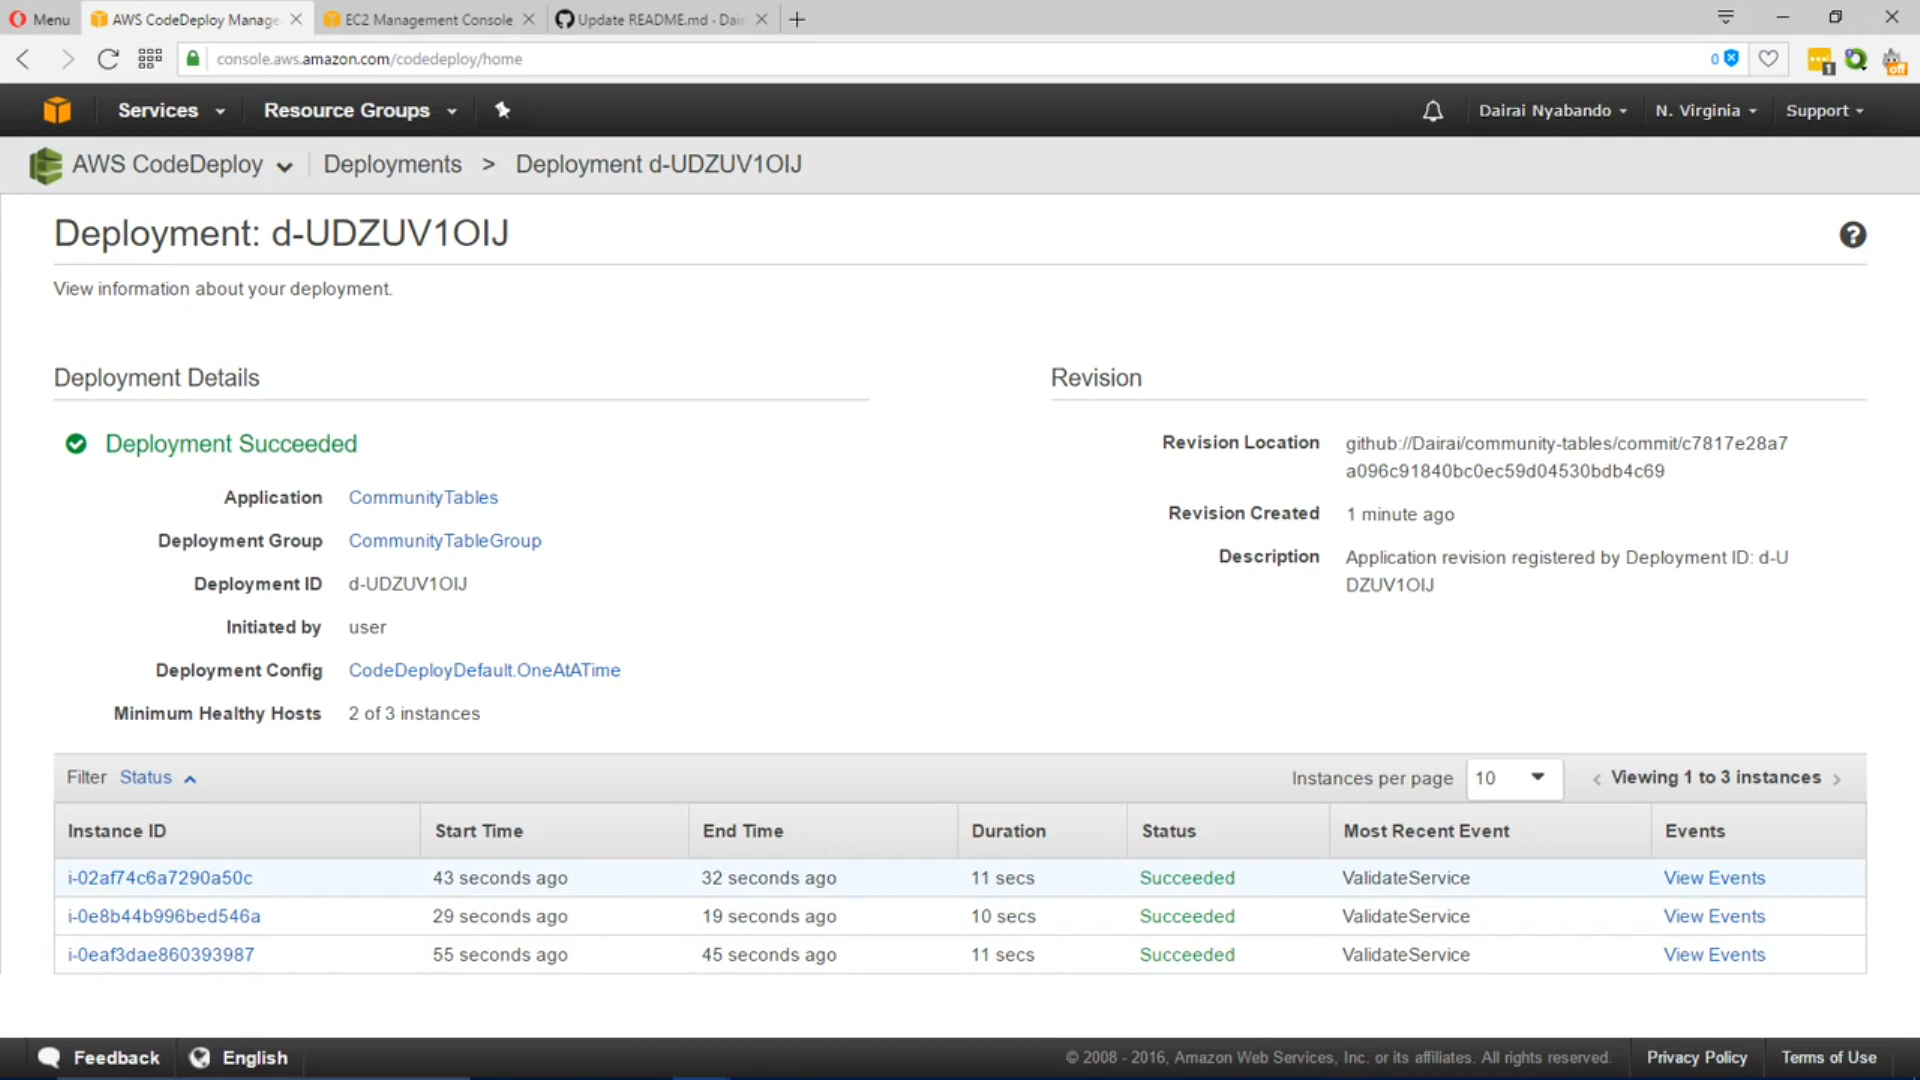 Menu
AWS CodeDeploy Manage
EC2 Management Console
Update README.md · Dair
console.aws.amazon.com/codedeploy/home
0
1
off
Services
Resource Groups
Dairai Nyabando
N. Virginia
Support
AWS CodeDeploy
Deployments > Deployment d-UDZUV1OIJ
Deployment: d-UDZUV1OIJ
?
View information about your deployment.
Deployment Details
Deployment Succeeded
Application CommunityTables
Deployment Group CommunityTableGroup
Deployment ID d-UDZUV1OIJ
Initiated by user
Deployment Config CodeDeployDefault.OneAtATime
Minimum Healthy Hosts 2 of 3 instances
Revision
Revision Location github://Dairai/community-tables/commit/c7817e28a7
a096c91840bc0ec59d04530bdb4c69
Revision Created 1 minute ago
Description Application revision registered by Deployment ID: d-U
DZUV1OIJ
Filter Status
Instances per page 10
< Viewing 1 to 3 instances >
Instance ID Start Time End Time Duration Status Most Recent Event Events
i-02af74c6a7290a50c 43 seconds ago 32 seconds ago 11 secs Succeeded ValidateService View Events
i-0e8b44b996bed546a 29 seconds ago 19 seconds ago 10 secs Succeeded ValidateService View Events
i-0eaf3dae860393987 55 seconds ago 45 seconds ago 11 secs Succeeded ValidateService View Events
Feedback
English
© 2008 - 2016, Amazon Web Services, Inc. or its affiliates. All rights reserved.
Privacy Policy
Terms of Use